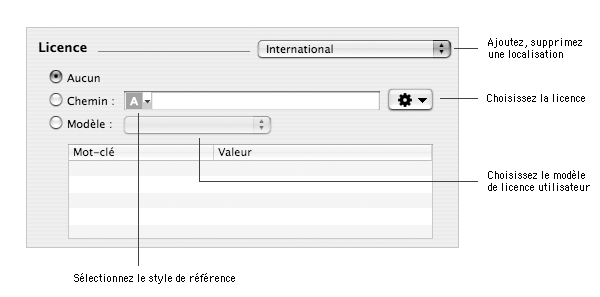 Licence
International
Ajoutez, supprimez
une localisation
Aucun
Chemin :
A
Choisissez la licence
Modèle :
Mot-clé
Valeur
Choisissez le modèle
de licence utilisateur
Sélectionnez le style de référence